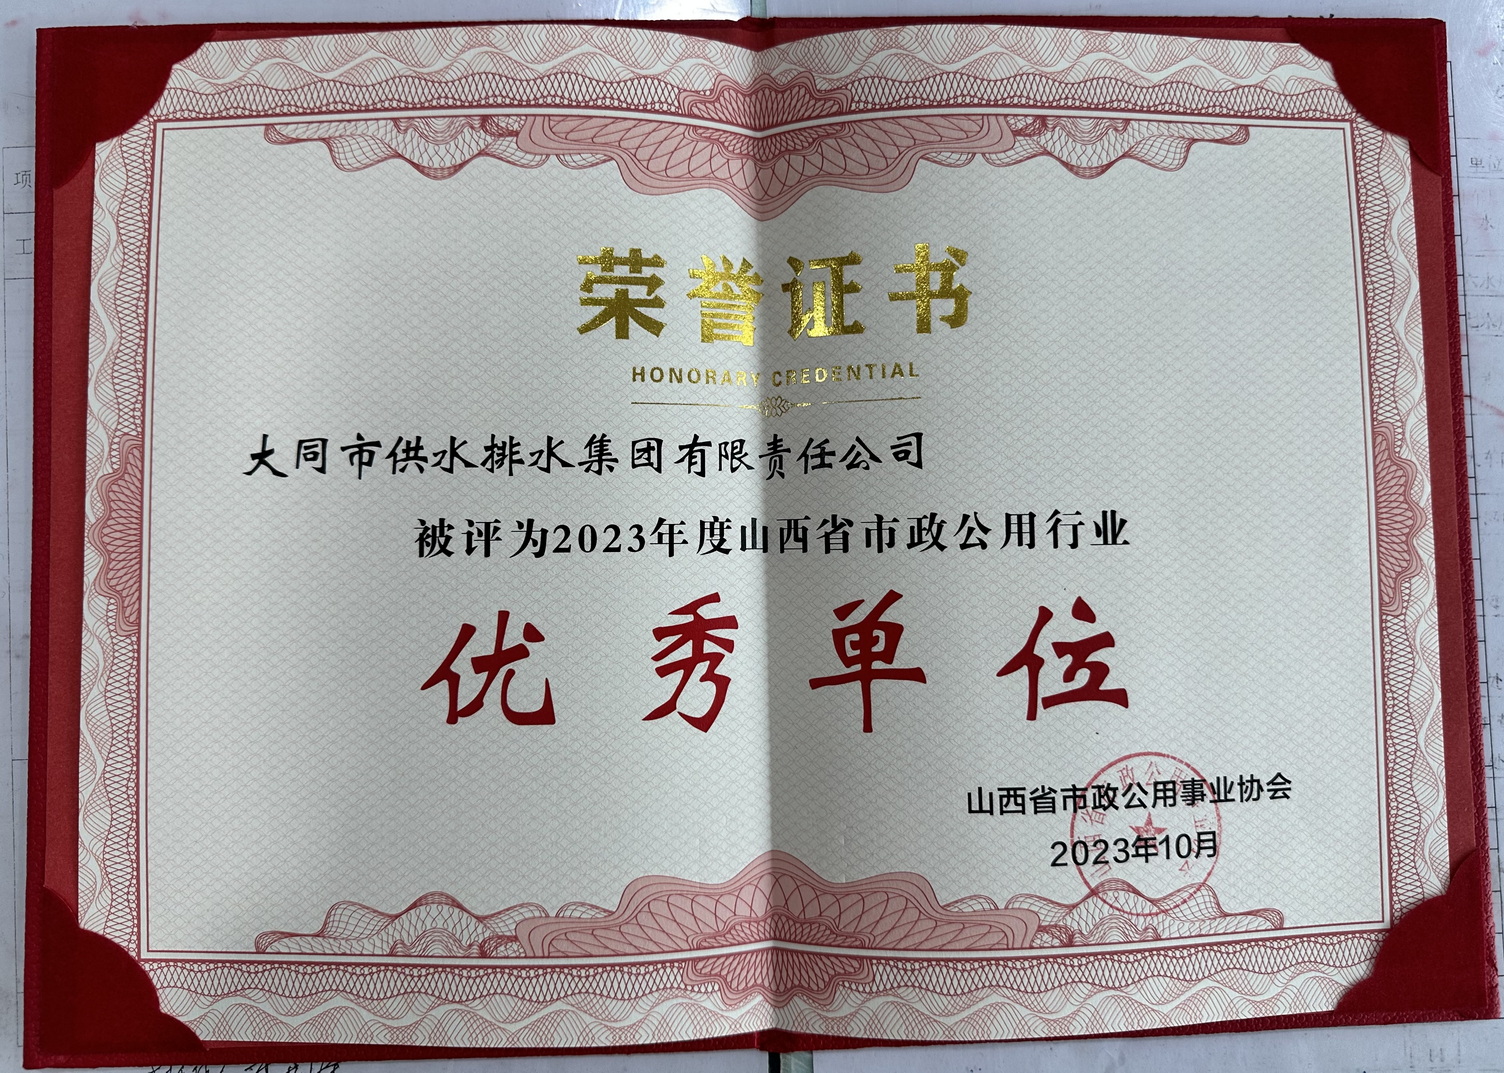 荣誉证书
HONORARY CREDENTIAL
大同市供水排水集团有限责任公司
被评为2023年度山西省市政公用行业
优秀单位
山西省市政公用事业协会
2023年10月